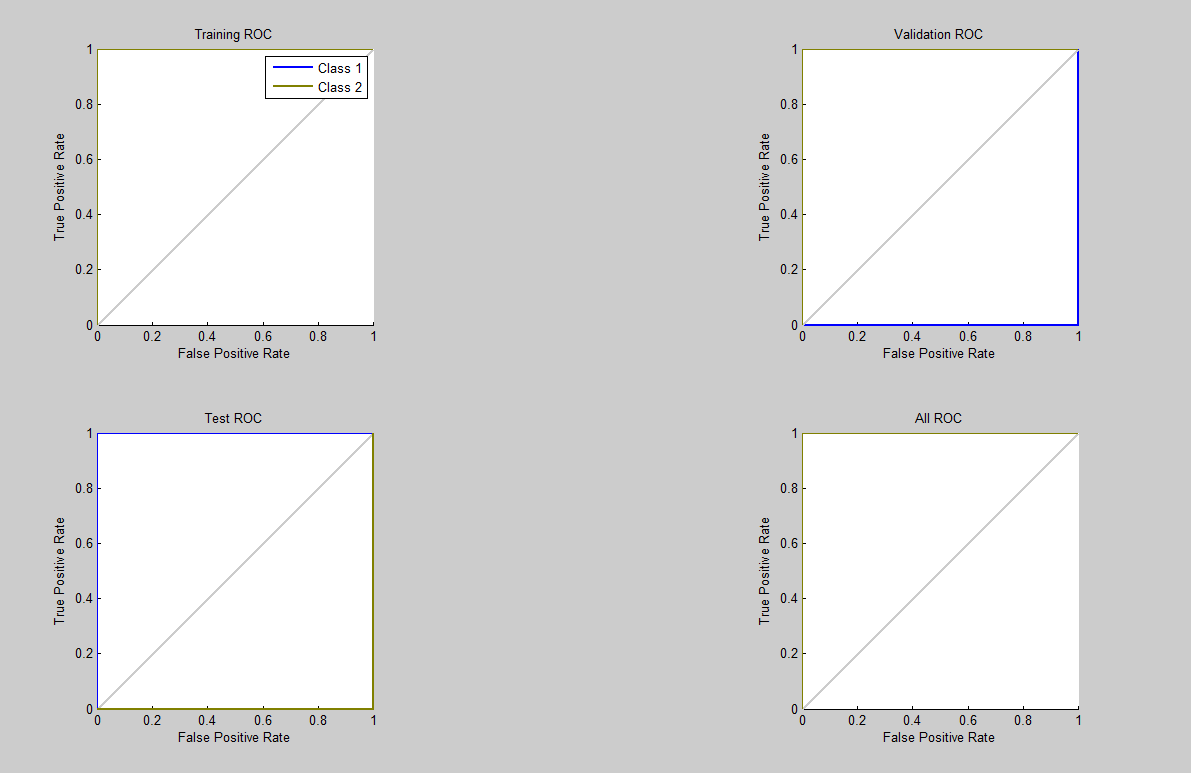 Training ROC
1
0.8
0.6
0.4
0.2
0
True Positive Rate
Class 1
Class 2
0 0.2 0.4 0.6 0.8 1
False Positive Rate
Validation ROC
1
0.8
0.6
0.4
0.2
0
True Positive Rate
0 0.2 0.4 0.6 0.8 1
False Positive Rate
Test ROC
1
0.8
0.6
0.4
0.2
0
True Positive Rate
0 0.2 0.4 0.6 0.8 1
False Positive Rate
All ROC
1
0.8
0.6
0.4
0.2
0
True Positive Rate
0 0.2 0.4 0.6 0.8 1
False Positive Rate